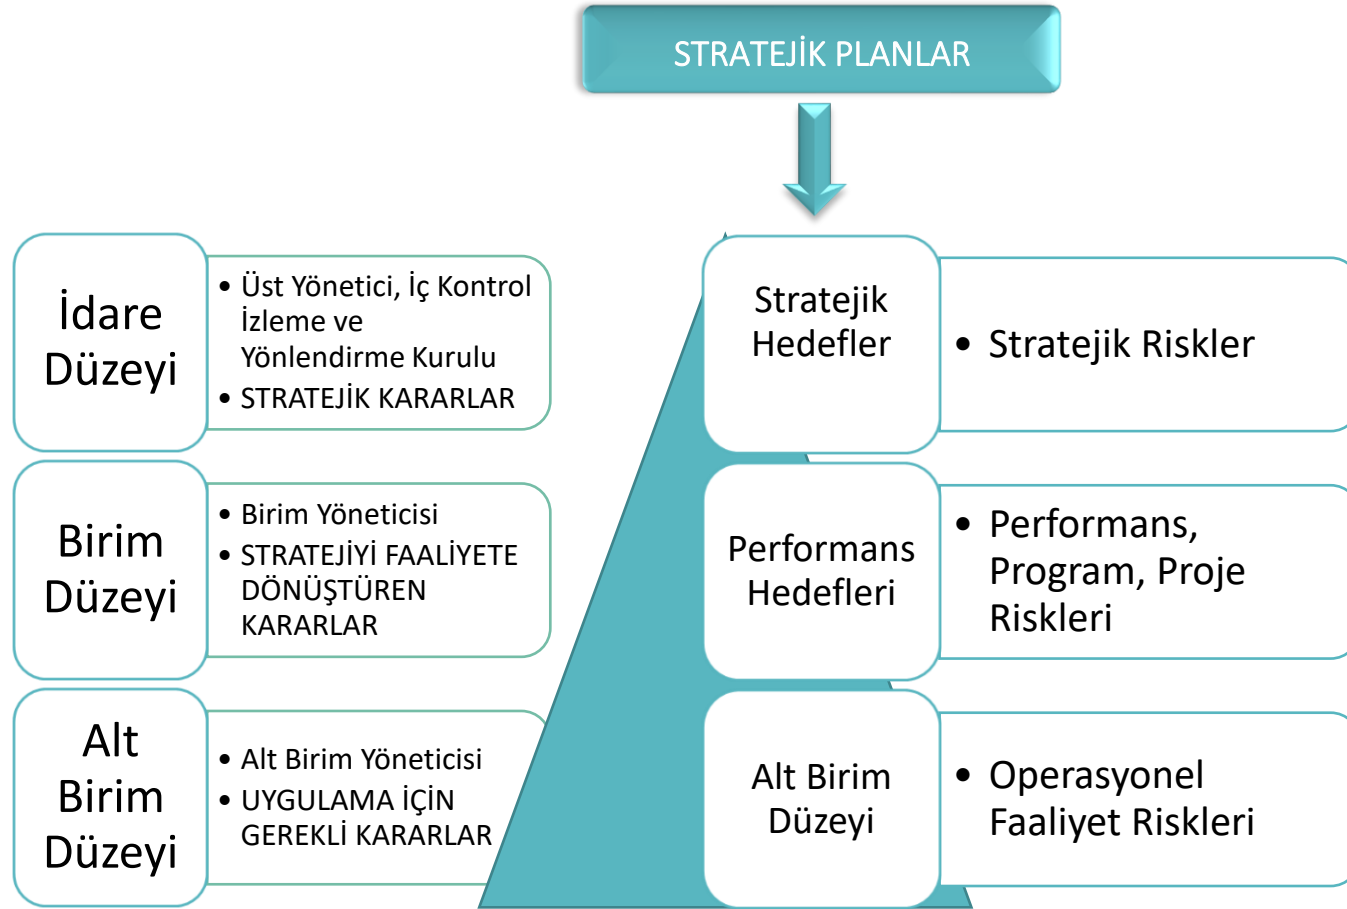 STRATEJİK PLANLAR
İdare
Düzeyi
• Üst Yönetici, İç Kontrol
İzleme ve
Yönlendirme Kurulu
• STRATEJİK KARARLAR
Birim
Düzeyi
• Birim Yöneticisi
• STRATEJİYİ FAALİYETE
DÖNÜŞTÜREN
KARARLAR
Alt
Birim
Düzeyi
• Alt Birim Yöneticisi
• UYGULAMA İÇİN
GEREKLİ KARARLAR
Stratejik
Hedefler
• Stratejik Riskler
Performans
Hedefleri
• Performans,
Program, Proje
Riskleri
Alt Birim
Düzeyi
• Operasyonel
Faaliyet Riskleri